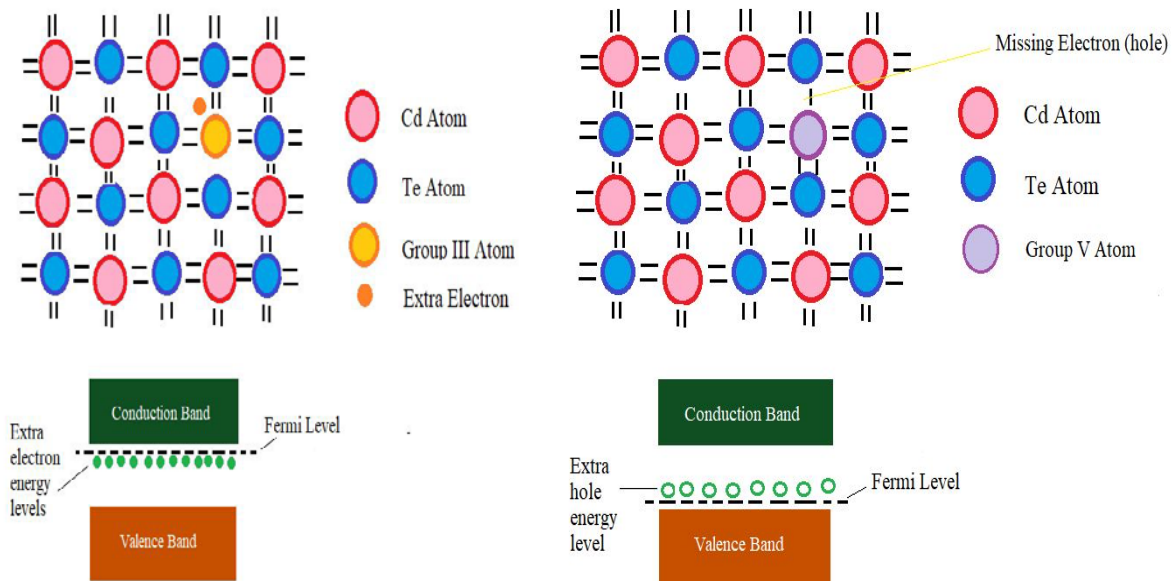 Cd Atom
Te Atom
Group III Atom
Extra Electron
Conduction Band
Fermi Level
Extra
electron
energy
levels
Valence Band
Missing Electron (hole)
Cd Atom
Te Atom
Group V Atom
Conduction Band
Extra
hole
energy
level
Fermi Level
Valence Band